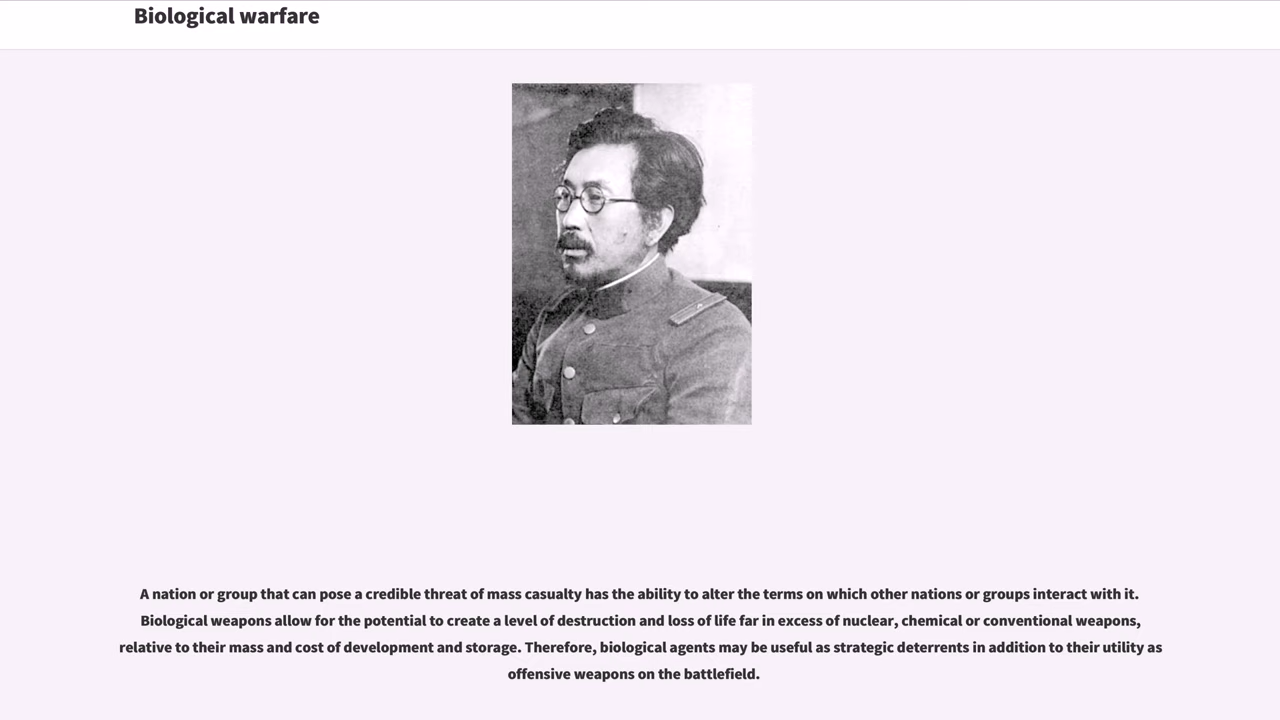 Biological warfare
A nation or group that can pose a credible threat of mass casualty has the ability to alter the terms on which other nations or groups interact with it.
Biological weapons allow for the potential to create a level of destruction and loss of life far in excess of nuclear, chemical or conventional weapons,
relative to their mass and cost of development and storage. Therefore, biological agents may be useful as strategic deterrents in addition to their utility as
offensive weapons on the battlefield.